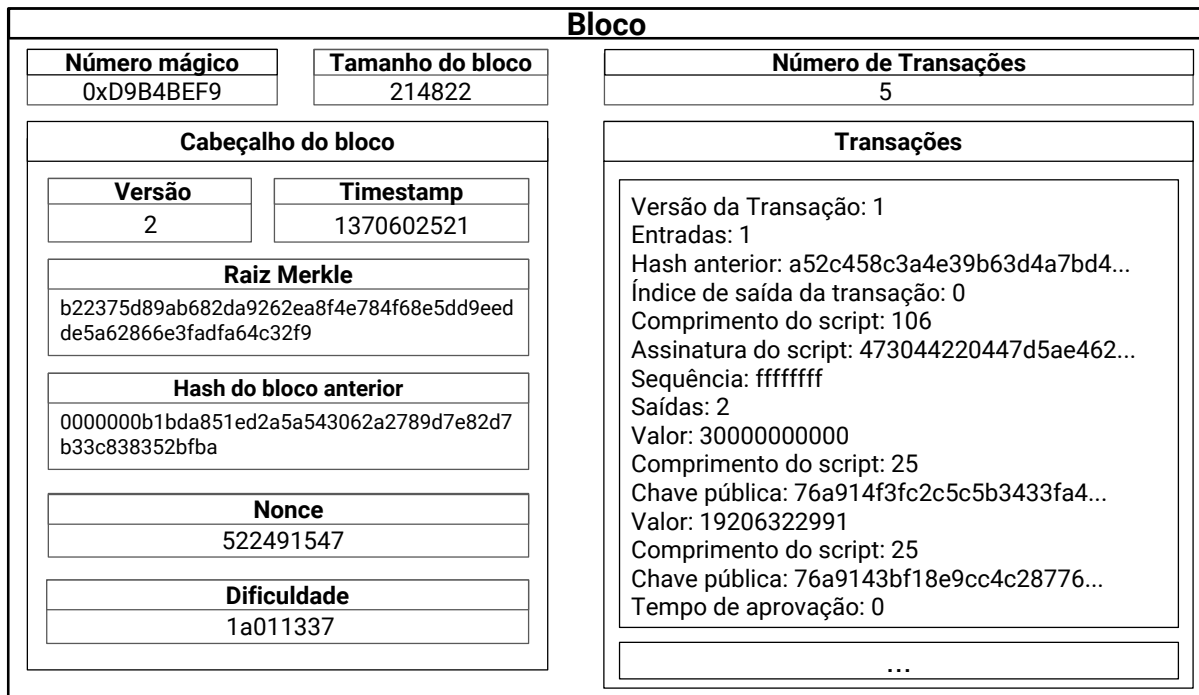 Bloco
Número mágico
0xD9B4BEF9
Tamanho do bloco
214822
Número de Transações
5
Cabeçalho do bloco
Versão
2
Timestamp
1370602521
Raiz Merkle
b22375d89ab682da9262ea8f4e784f68e5dd9eed
de5a62866e3fadfa64c32f9
Hash do bloco anterior
0000000b1bda851ed2a5a543062a2789d7e82d7
b33c838352bfba
Nonce
522491547
Dificuldade
1a011337
Transações
Versão da Transação: 1
Entradas: 1
Hash anterior: a52c458c3a4e39b63d4a7bd4...
Índice de saída da transação: 0
Comprimento do script: 106
Assinatura do script: 473044220447d5ae462...
Sequência: ffffffff
Saídas: 2
Valor: 30000000000
Comprimento do script: 25
Chave pública: 76a914f3fc2c5c5b3433fa4...
Valor: 19206322991
Comprimento do script: 25
Chave pública: 76a9143bf18e9cc4c28776...
Tempo de aprovação: 0
...